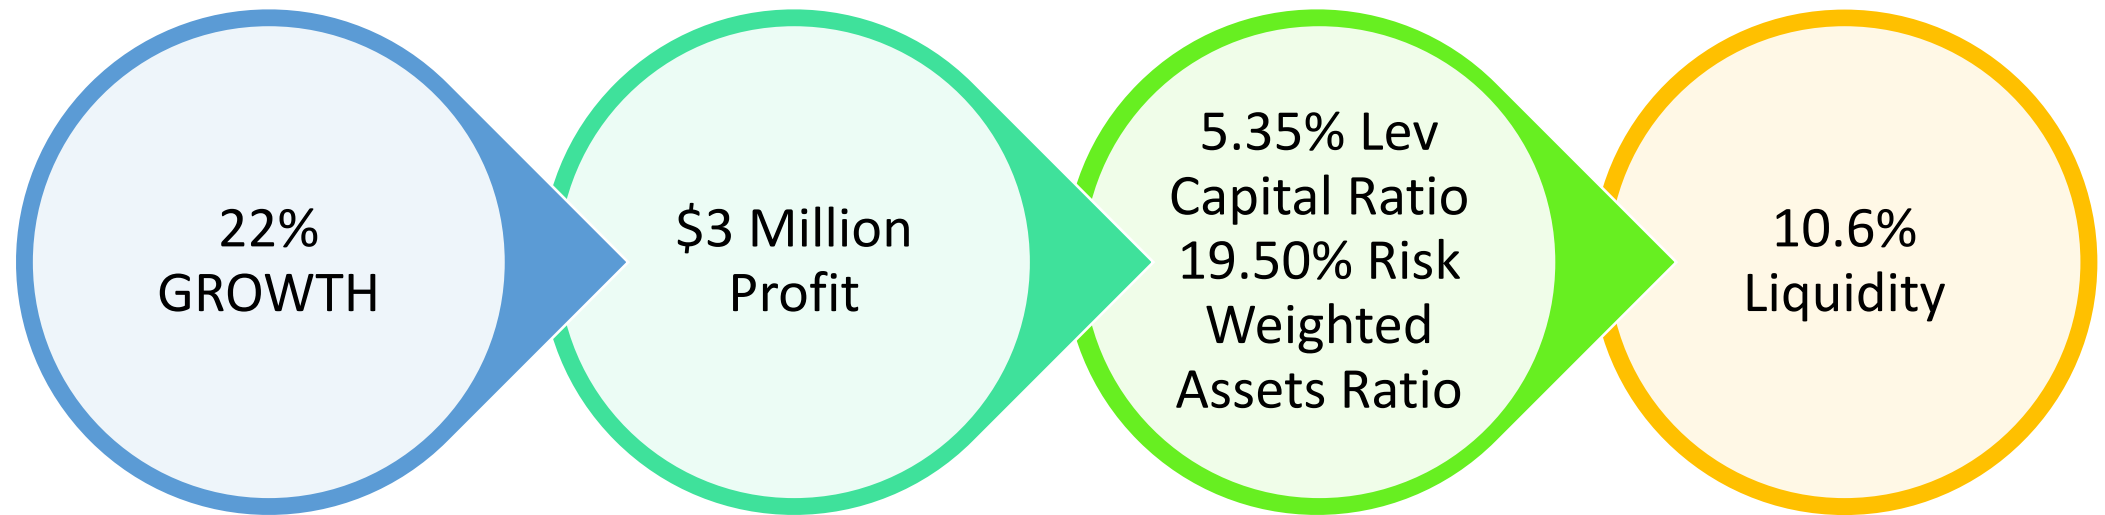 22%
GROWTH
$3 Million
Profit
5.35% Lev
Capital Ratio
19.50% Risk
Weighted
Assets Ratio
10.6%
Liquidity